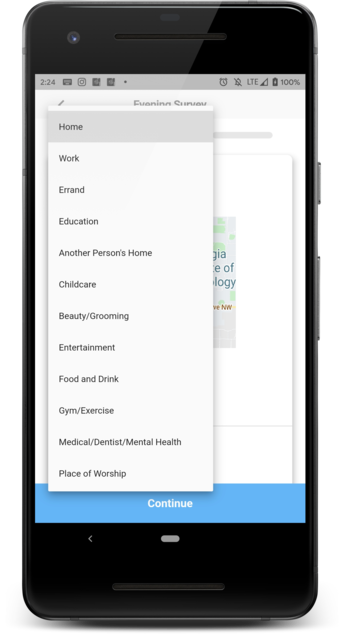 2:24
LTE
100%
Evening Survey
Home
Work
Errand
Education
Another Person's Home
Childcare
Beauty/Grooming
Entertainment
Food and Drink
Gym/Exercise
Medical/Dentist/Mental Health
Place of Worship
gia
e of
ology
ve NW
Continue